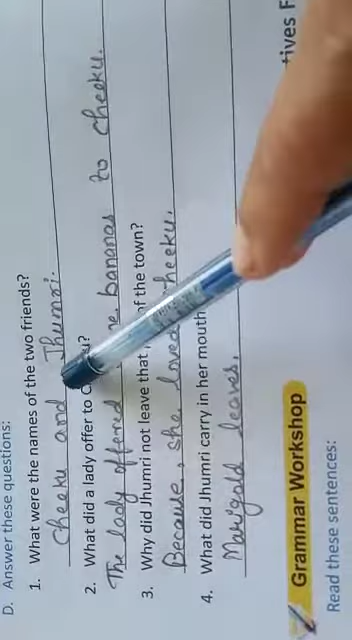 D. Answer these questions:
1. What were the names of the two friends?
Cheeku and Jhumri.
2. What did a lady offer to
The lady offered bananas to cheeku.
3. Why did Jhumri not leave that of the town?
Because, she loved cheeku.
4. What did Jhumri carry in her mouth
Marigold leaves.
Grammar Workshop
Read these sentences: